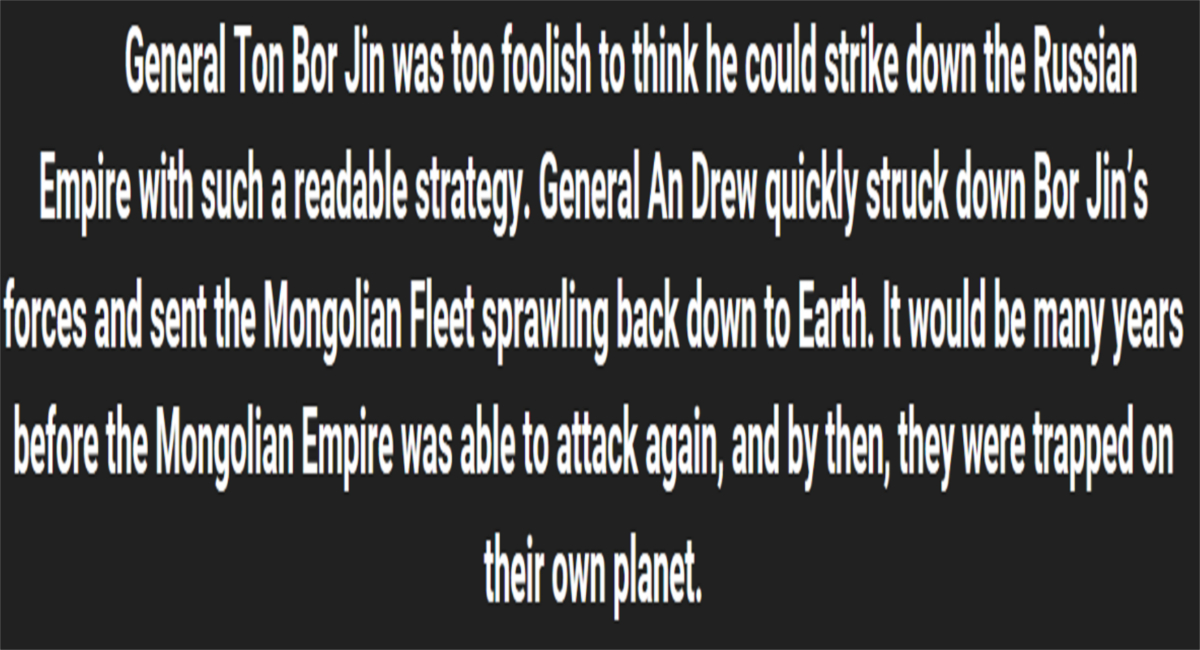 General Ton Bor Jin was too foolish to think he could strike down the Russian
Empire with such a readable strategy. General An Drew quickly struck down Bor Jin’s
forces and sent the Mongolian Fleet sprawling back down to Earth. It would be many years
before the Mongolian Empire was able to attack again, and by then, they were trapped on
their own planet.